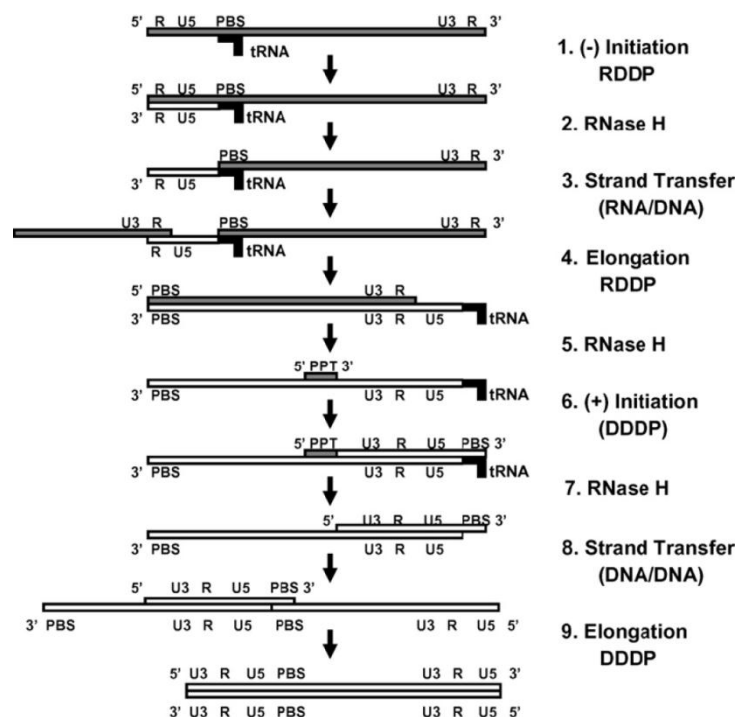 5' R U5 PBS U3 R 3'
tRNA
1. (-) Initiation
RDDP
5' R U5 PBS U3 R 3'
3' R U5 tRNA
2. RNase H
PBS U3 R 3'
3' R U5 tRNA
3. Strand Transfer
(RNA/DNA)
U3 R PBS U3 R 3'
R U5 tRNA
4. Elongation
RDDP
5' PBS U3 R
3' PBS U3 R U5 tRNA
5. RNase H
5' PPT 3'
3' PBS U3 R U5 tRNA
6. (+) Initiation
(DDDP)
5' PPT U3 R U5 PBS 3'
3' PBS U3 R U5 tRNA
7. RNase H
5' U3 R U5 PBS 3'
3' PBS U3 R U5
8. Strand Transfer
(DNA/DNA)
5' U3 R U5 PBS 3'
3' PBS U3 R U5 PBS U3 R U5 5'
9. Elongation
DDDP
5' U3 R U5 PBS U3 R U5 3'
3' U3 R U5 PBS U3 R U5 5'